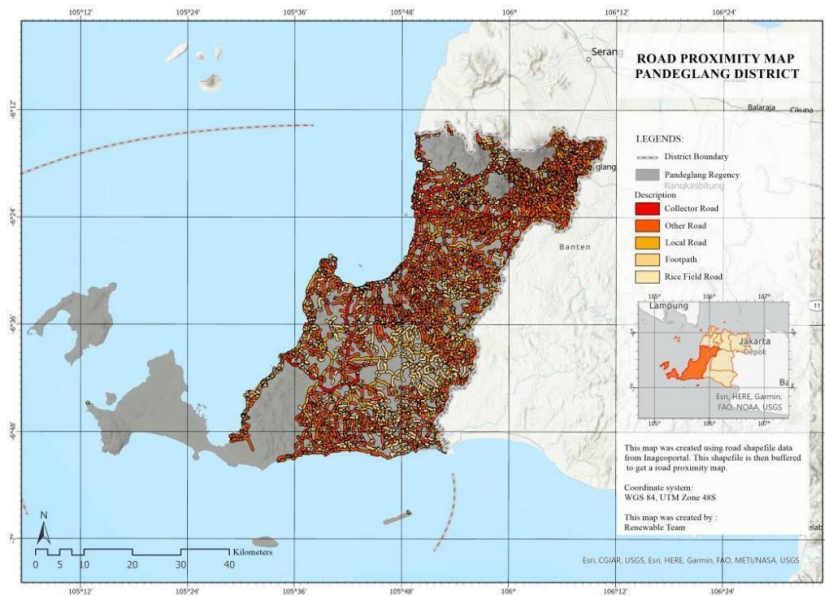 105°12' 105°24' 105°36' 105°48' 106° 106°12' 106°24'
Serang
ROAD PROXIMITY MAP
PANDEGLANG DISTRICT
Balaraja Cikupa
-6°12'
LEGENDS:
District Boundary
Pandeglang Regency
Rangkasbitung
Description
Collector Road
Other Road
Local Road
Footpath
Rice Field Road
-6°24'
Banten
-6°36'
11
105° 106° 107°
Lampung
Jakarta
Depok
Ba
Esri, HERE, Garmin,
FAO, NOAA, USGS
105° 106° 107°
-6°48'
This map was created using road shapefile data
from Inageoportal. This shapefile is then buffered
to get a road proximity map.
Coordinate system:
WGS 84, UTM Zone 48S
This map was created by :
Renewable Team
N
-7°
Kilometers
0 5 10 20 30 40
Esri, CGIAR, USGS, Esri, HERE, Garmin, FAO, METI/NASA, USGS
105°12' 105°24' 105°36' 105°48' 106° 106°12' 106°24'